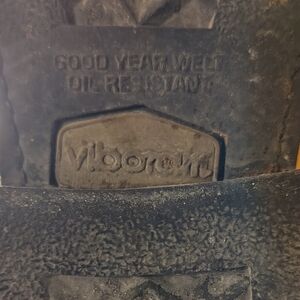 GOOD YEAR WELT
OIL RESISTANT
Vibram